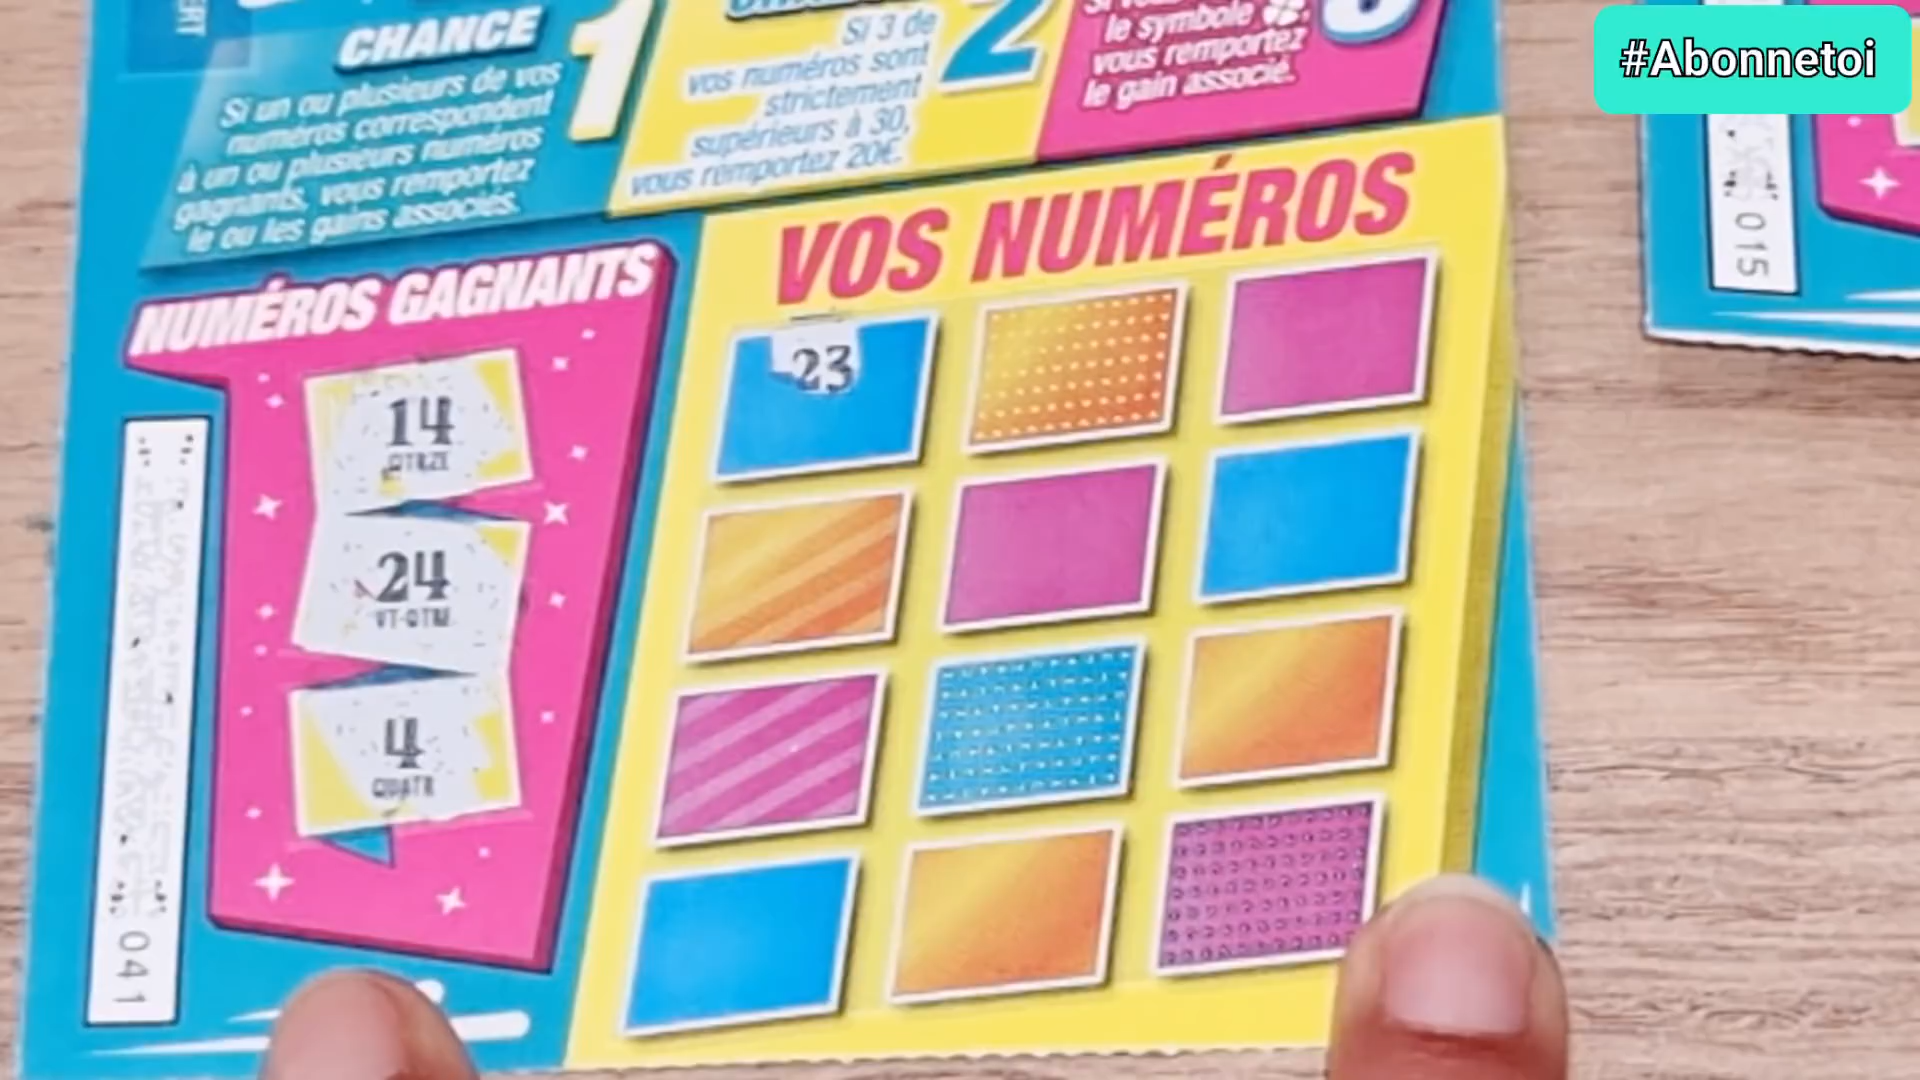 #Abonnetoi
CHANCE
1
Si un ou plusieurs de vos
numéros correspondent
à un ou plusieurs numéros
gagnants, vous remportez
le ou les gains associés.
2
Si 3 de
vos numéros sont
strictement
supérieurs à 30,
vous remportez 20€.
le symbole
vous remportez
le gain associé.
NUMÉROS GAGNANTS
14
24
4
QUATR
041
VOS NUMÉROS
23
015